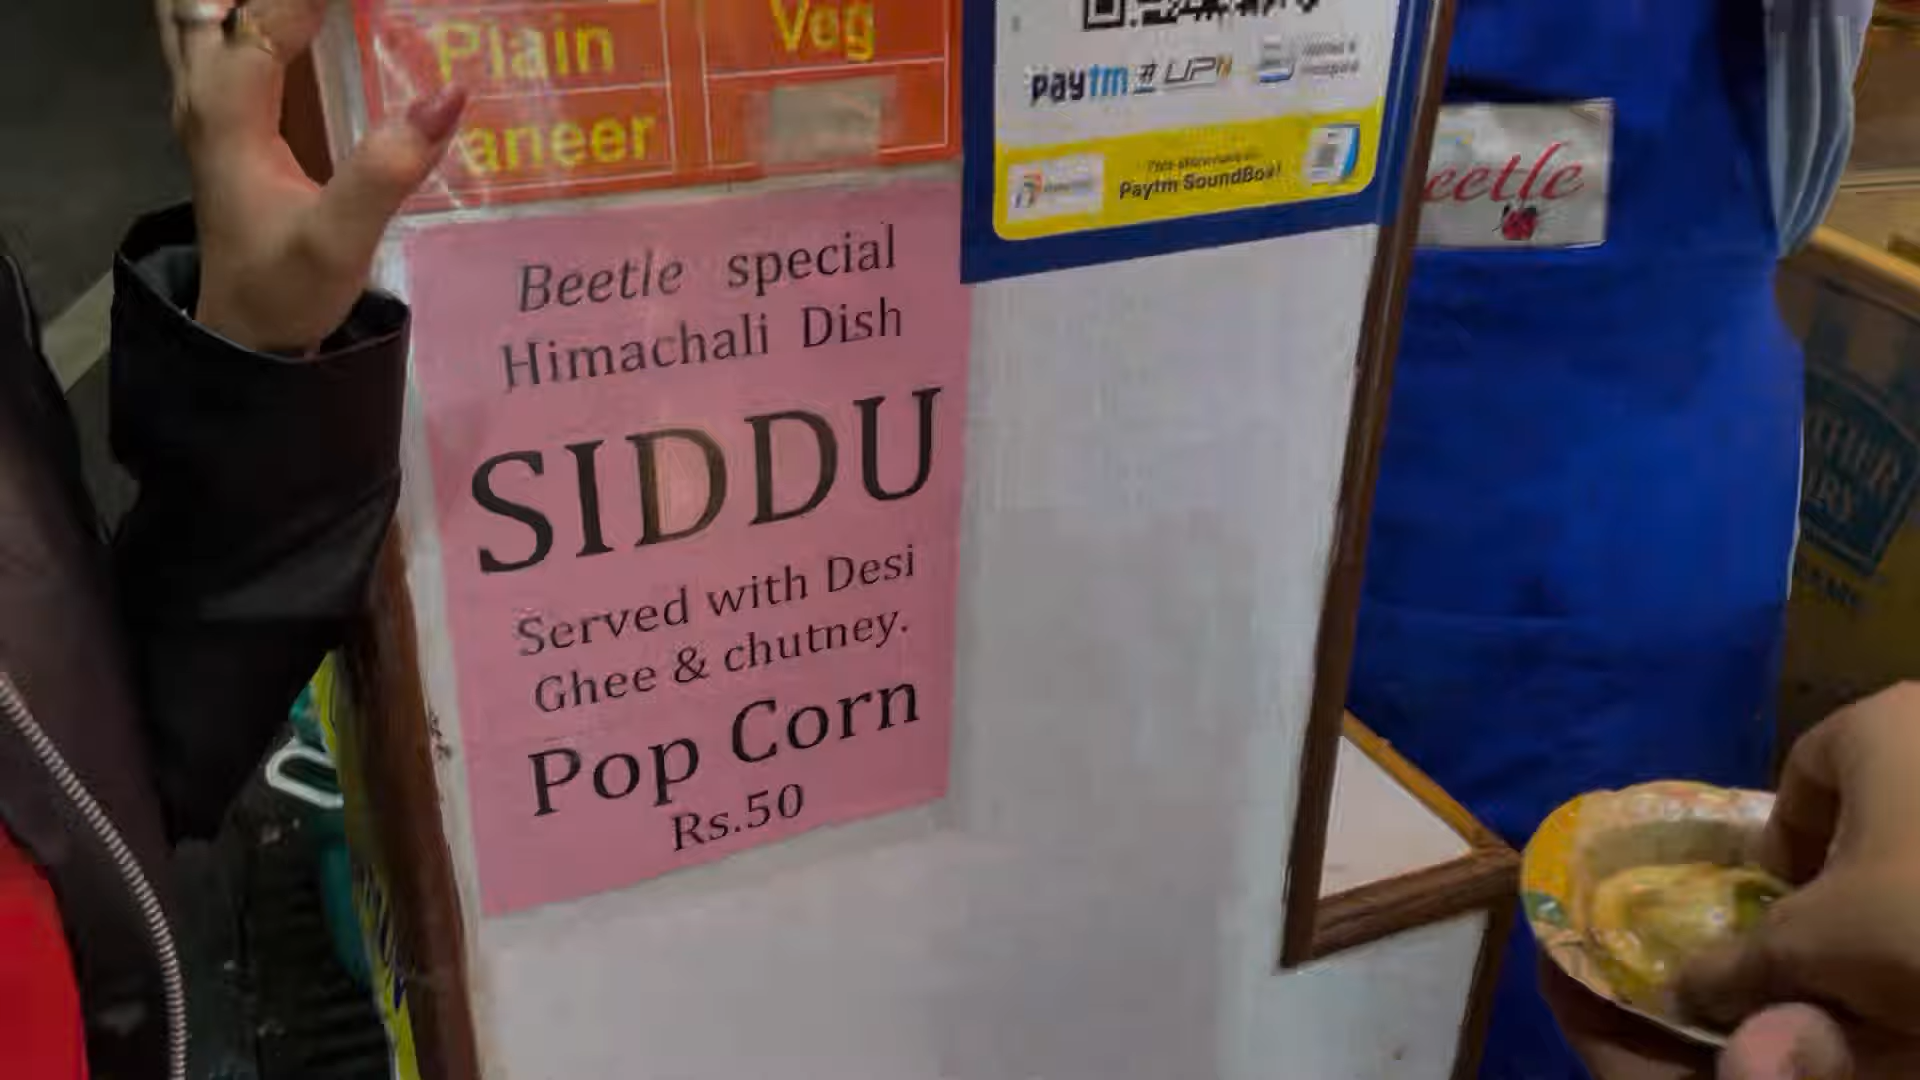 Plain
Veg
aneer
paytm
UPI
Paytm SoundBox!
eetle
Beetle special
Himachali Dish
SIDDU
Served with Desi
Ghee & chutney.
Pop Corn
Rs.50